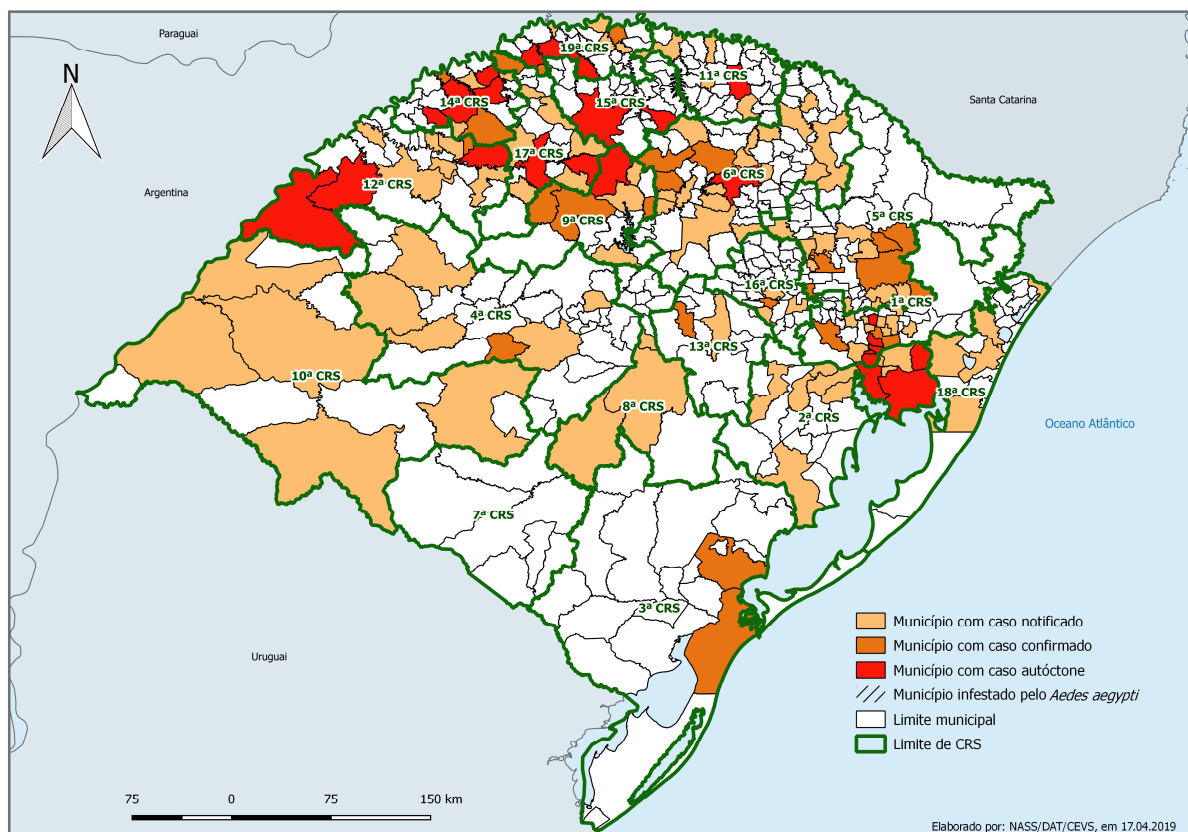 Paraguai
N
19ª CRS
11ª CRS
Santa Catarina
14ª CRS
15ª CRS
17ª CRS
6ª CRS
Argentina
12ª CRS
9ª CRS
5ª CRS
16ª CRS
1ª CRS
4ª CRS
13ª CRS
10ª CRS
18ª CRS
8ª CRS
2ª CRS
Oceano Atlântico
7ª CRS
3ª CRS
Uruguai
Município com caso notificado
Município com caso confirmado
Município com caso autóctone
Município infestado pelo Aedes aegypti
Limite municipal
Limite de CRS
75 0 75 150 km
Elaborado por: NASS/DAT/CEVS, em 17.04.2019